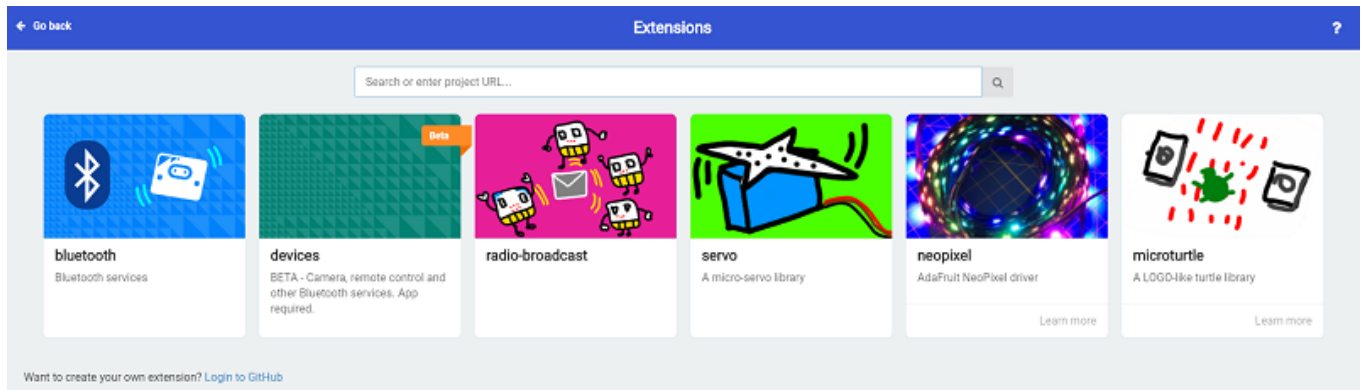 Go back
Extensions
?
Search or enter project URL...
Beta
bluetooth
Bluetooth services
devices
BETA - Camera, remote control and
other Bluetooth services. App
required.
radio-broadcast
servo
A micro-servo library
neopixel
AdaFruit NeoPixel driver
Learn more
microturtle
A LOGO-like turtle library
Learn more
Want to create your own extension? Login to GitHub